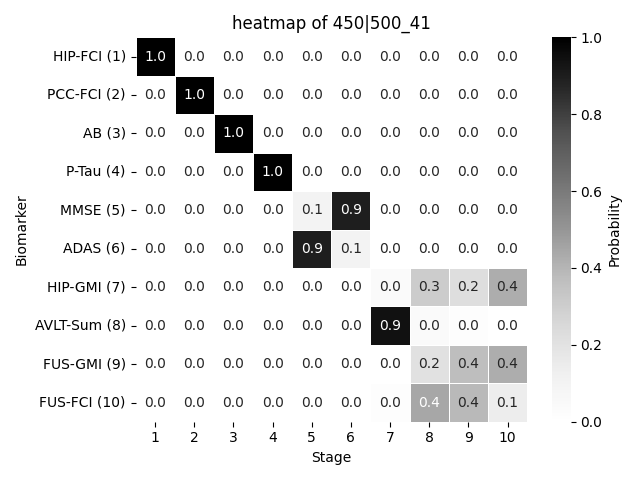 heatmap of 450|500_41
HIP-FCI (1) 1.0 0.0 0.0 0.0 0.0 0.0 0.0 0.0 0.0 0.0
PCC-FCI (2) 0.0 1.0 0.0 0.0 0.0 0.0 0.0 0.0 0.0 0.0
AB (3) 0.0 0.0 1.0 0.0 0.0 0.0 0.0 0.0 0.0 0.0
P-Tau (4) 0.0 0.0 0.0 1.0 0.0 0.0 0.0 0.0 0.0 0.0
MMSE (5) 0.0 0.0 0.0 0.0 0.1 0.9 0.0 0.0 0.0 0.0
ADAS (6) 0.0 0.0 0.0 0.0 0.9 0.1 0.0 0.0 0.0 0.0
HIP-GMI (7) 0.0 0.0 0.0 0.0 0.0 0.0 0.0 0.3 0.2 0.4
AVLT-Sum (8) 0.0 0.0 0.0 0.0 0.0 0.0 0.9 0.0 0.0 0.0
FUS-GMI (9) 0.0 0.0 0.0 0.0 0.0 0.0 0.0 0.2 0.4 0.4
FUS-FCI (10) 0.0 0.0 0.0 0.0 0.0 0.0 0.0 0.4 0.4 0.1
1 2 3 4 5 6 7 8 9 10
Stage
Biomarker
1.0
0.8
0.6
0.4
0.2
0.0
Probability